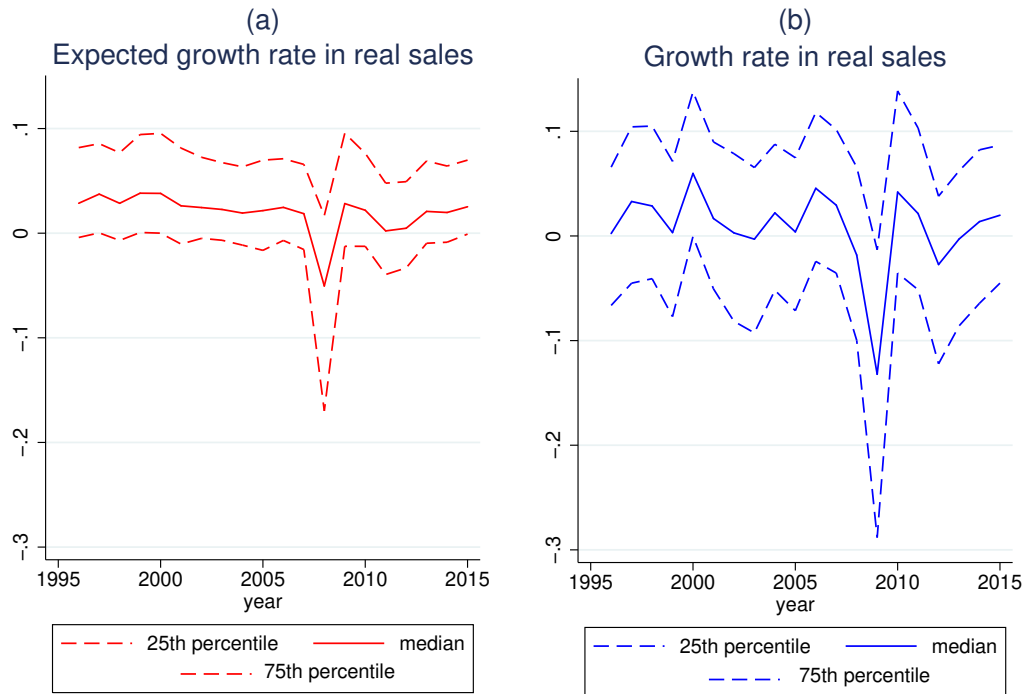 (a)
Expected growth rate in real sales
.1
0
-.1
-.2
-.3
1995 2000 2005 2010 2015
year
25th percentile median
75th percentile
(b)
Growth rate in real sales
.1
0
-.1
-.2
-.3
1995 2000 2005 2010 2015
year
25th percentile median
75th percentile